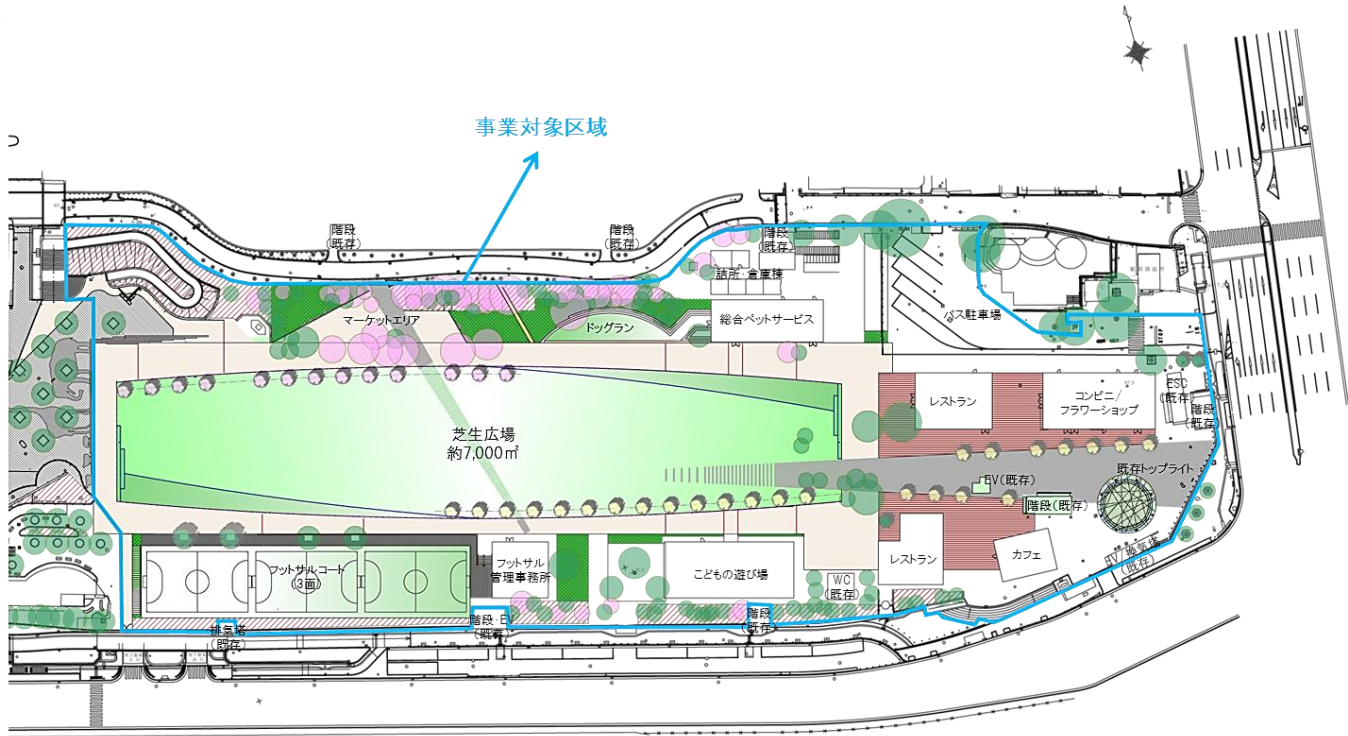 事業対象区域
階段
(既存)
階段
(既存)
階段
(既存)
詰所・倉庫棟
マーケットエリア
ドッグラン
総合ペットサービス
バス駐車場
レストラン
コンビニ/
フラワーショップ
ESC
(既存)
階段
(既存)
芝生広場
約7,000㎡
既存トップライト
EV(既存)
階段(既存)
フットサルコート
(3面)
フットサル
管理事務所
こどもの遊び場
WC
(既存)
レストラン
カフェ
HV／換気塔
(既存)
排気塔
(既存)
階段・EV
(既存)
階段
(既存)